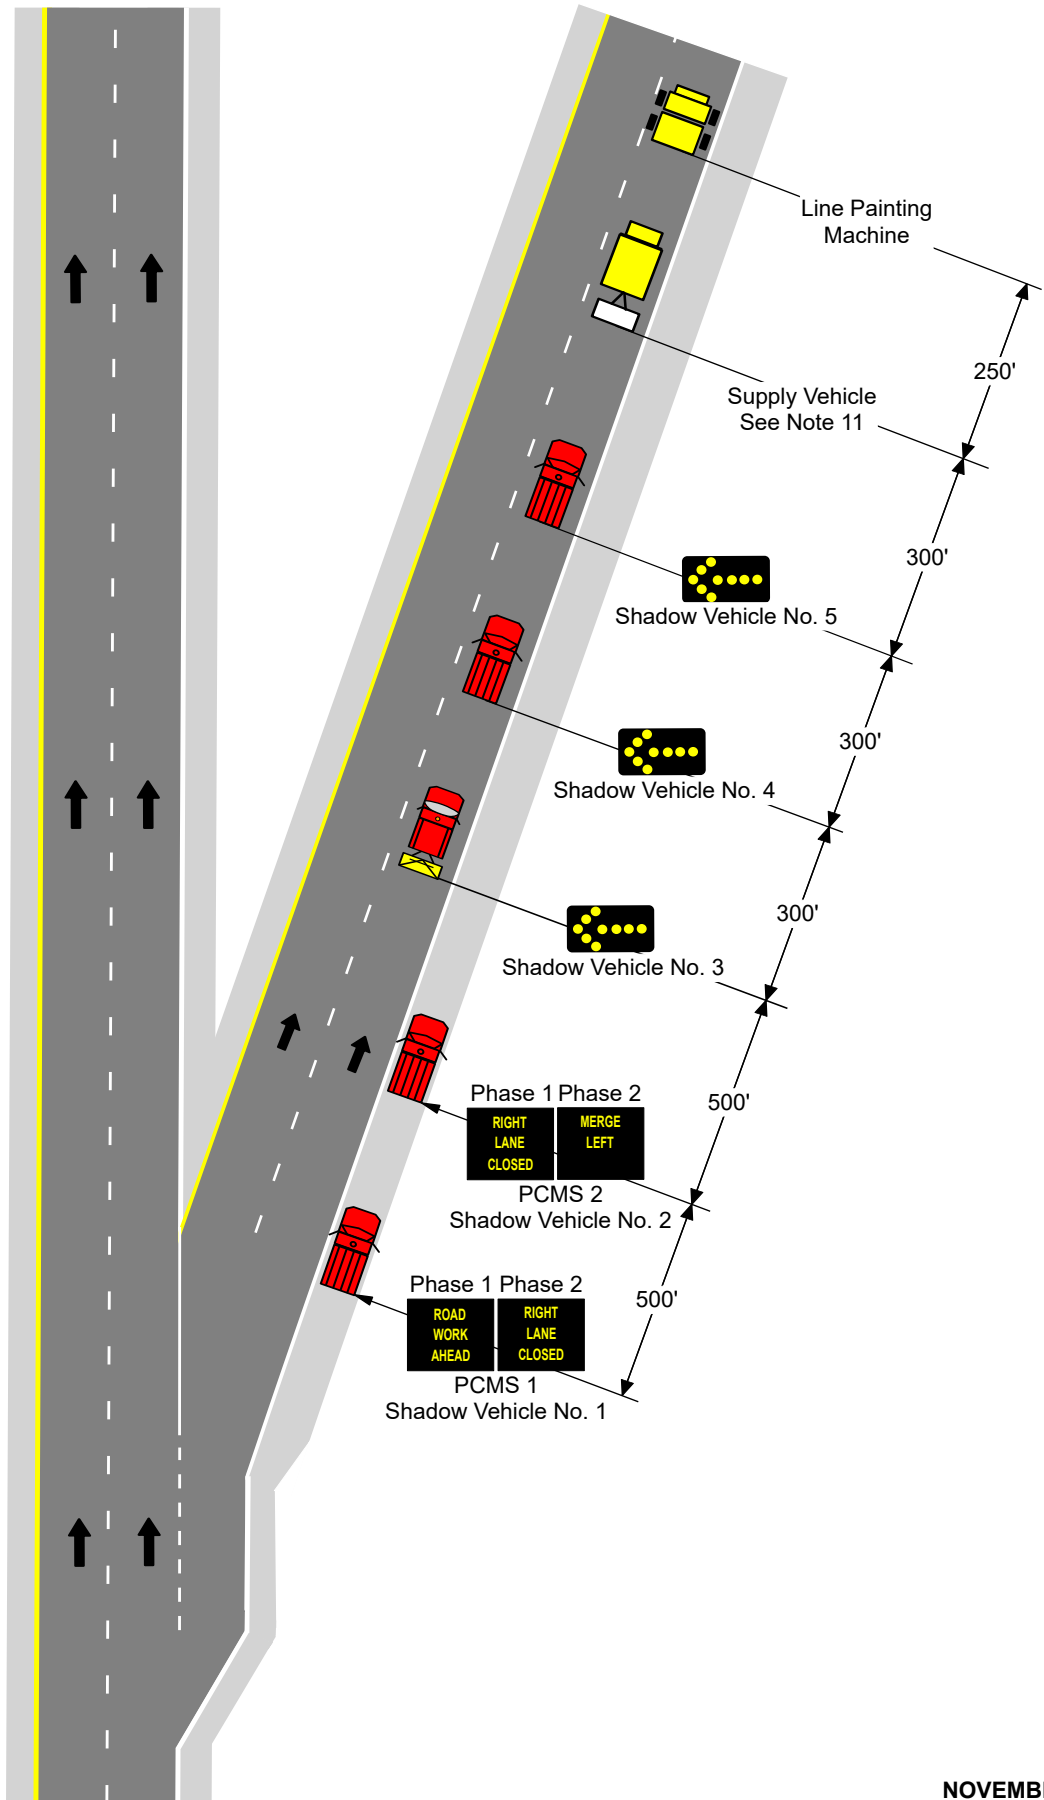 Line Painting
Machine
250'
Supply Vehicle
See Note 11
300'
Shadow Vehicle No. 5
300'
Shadow Vehicle No. 4
300'
Shadow Vehicle No. 3
500'
Phase 1 Phase 2
RIGHT
LANE
CLOSED
MERGE
LEFT
PCMS 2
Shadow Vehicle No. 2
500'
Phase 1 Phase 2
ROAD
WORK
AHEAD
RIGHT
LANE
CLOSED
PCMS 1
Shadow Vehicle No. 1